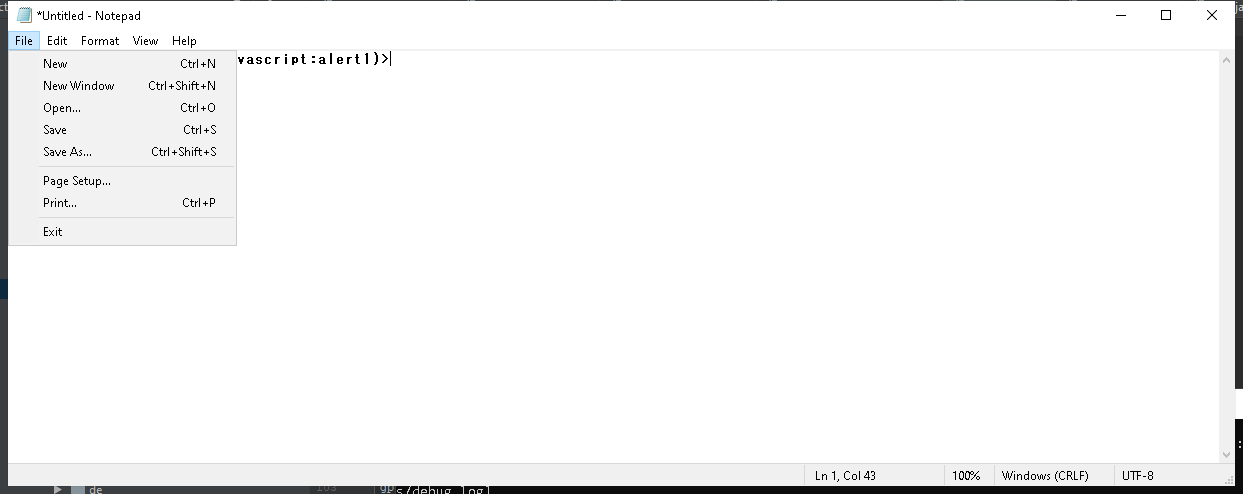 *Untitled - Notepad
File Edit Format View Help
vascript:alert1)>
New Ctrl+N
New Window Ctrl+Shift+N
Open... Ctrl+O
Save Ctrl+S
Save As... Ctrl+Shift+S
Page Setup...
Print... Ctrl+P
Exit
Ln 1, Col 43 100% Windows (CRLF) UTF-8
de 103 s/debug.log]